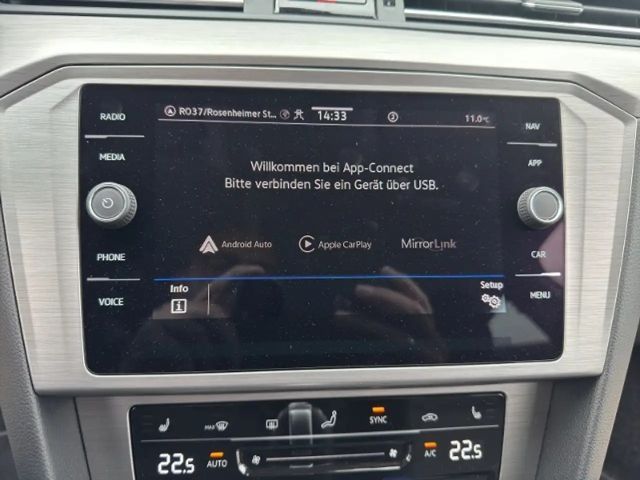 RO37/Rosenheimer St... 14:33 11.0°C
RADIO
MEDIA
PHONE
VOICE
Willkommen bei App-Connect
Bitte verbinden Sie ein Gerät über USB.
Android Auto Apple CarPlay MirrorLink
Info Setup
NAV
APP
CAR
MENU
MAX SYNC
22.5 AUTO A/C 22.5